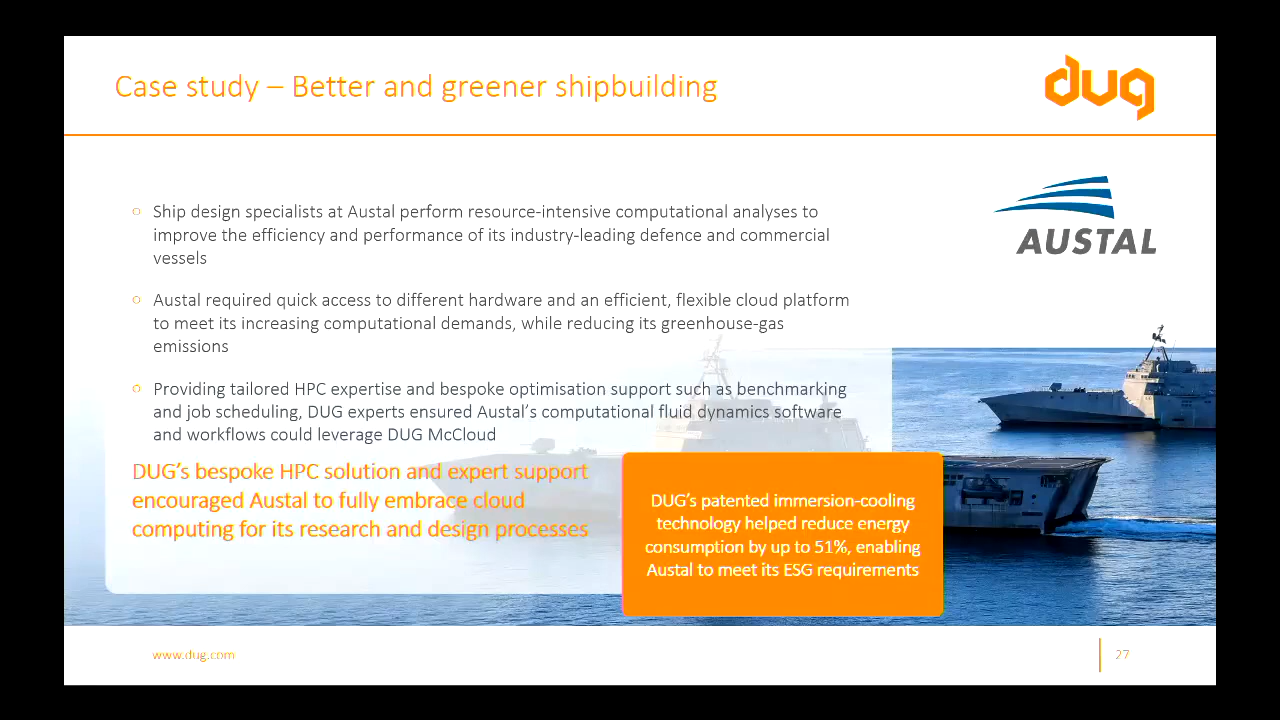 Case study – Better and greener shipbuilding
dug
AUSTAL
○ Ship design specialists at Austal perform resource-intensive computational analyses to
improve the efficiency and performance of its industry-leading defence and commercial
vessels
○ Austal required quick access to different hardware and an efficient, flexible cloud platform
to meet its increasing computational demands, while reducing its greenhouse-gas
emissions
○ Providing tailored HPC expertise and bespoke optimisation support such as benchmarking
and job scheduling, DUG experts ensured Austal’s computational fluid dynamics software
and workflows could leverage DUG McCloud
DUG’s bespoke HPC solution and expert support
encouraged Austal to fully embrace cloud
computing for its research and design processes
DUG’s patented immersion-cooling
technology helped reduce energy
consumption by up to 51%, enabling
Austal to meet its ESG requirements
www.dug.com
27